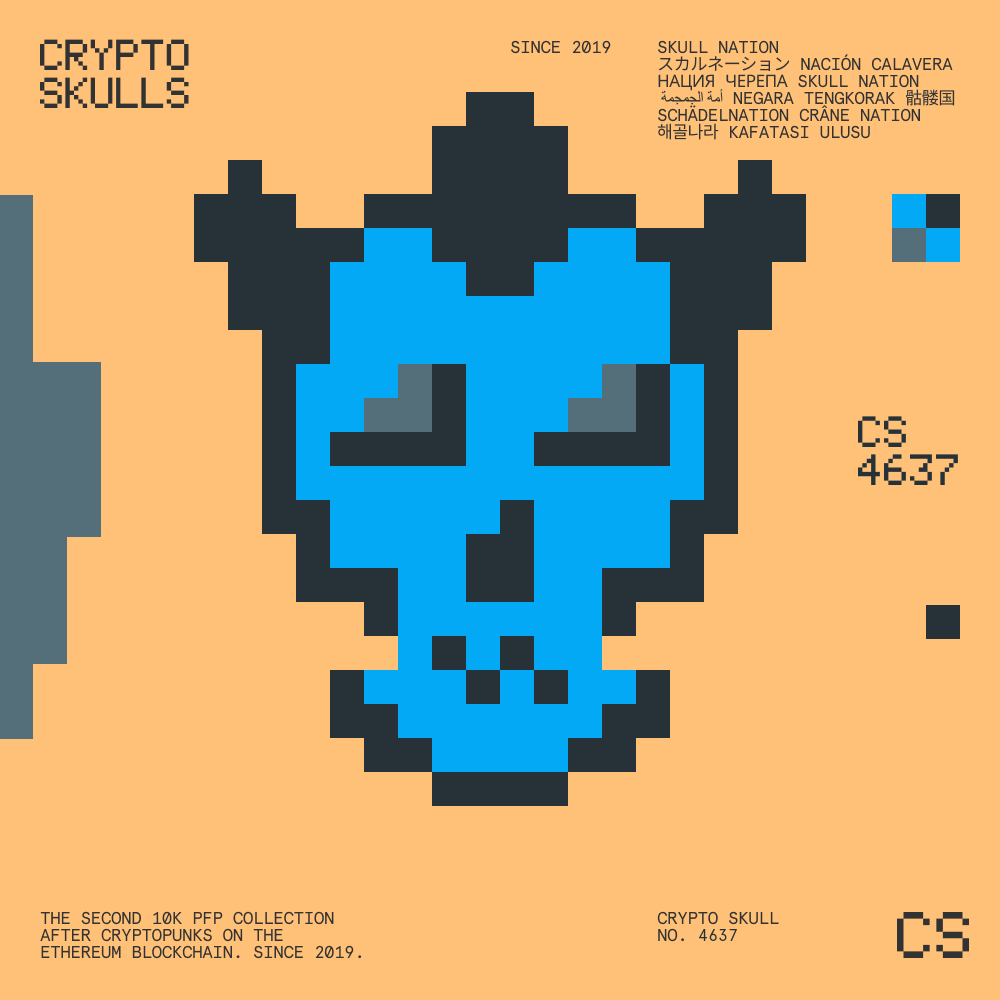 CRYPTO
SKULLS
SINCE 2019
SKULL NATION
スカルネーション NACIÓN CALAVERA
НАЦИЯ ЧЕРЕПА SKULL NATION
أمة الجمجمة NEGARA TENGKORAK 骷髅国
SCHÄDELNATION CRÂNE NATION
해골나라 KAFATASI ULUSU
CS
4637
THE SECOND 10K PFP COLLECTION
AFTER CRYPTOPUNKS ON THE
ETHEREUM BLOCKCHAIN. SINCE 2019.
CRYPTO SKULL
NO. 4637
CS